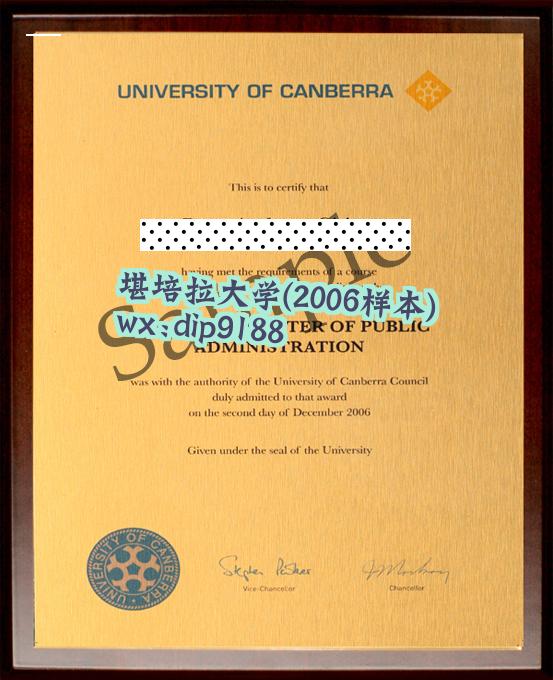 UNIVERSITY OF CANBERRA
This is to certify that
having met the requirements of a course
Sample
堪培拉大学(2006样本)
wx:dip9188
OF PUBLIC
ADMINISTRATION
was with the authority of the University of Canberra Council
duly admitted to that award
on the second day of December 2006
Given under the seal of the University
UNIVERSITY OF CANBERRA
Vice-Chancellor
Chancellor